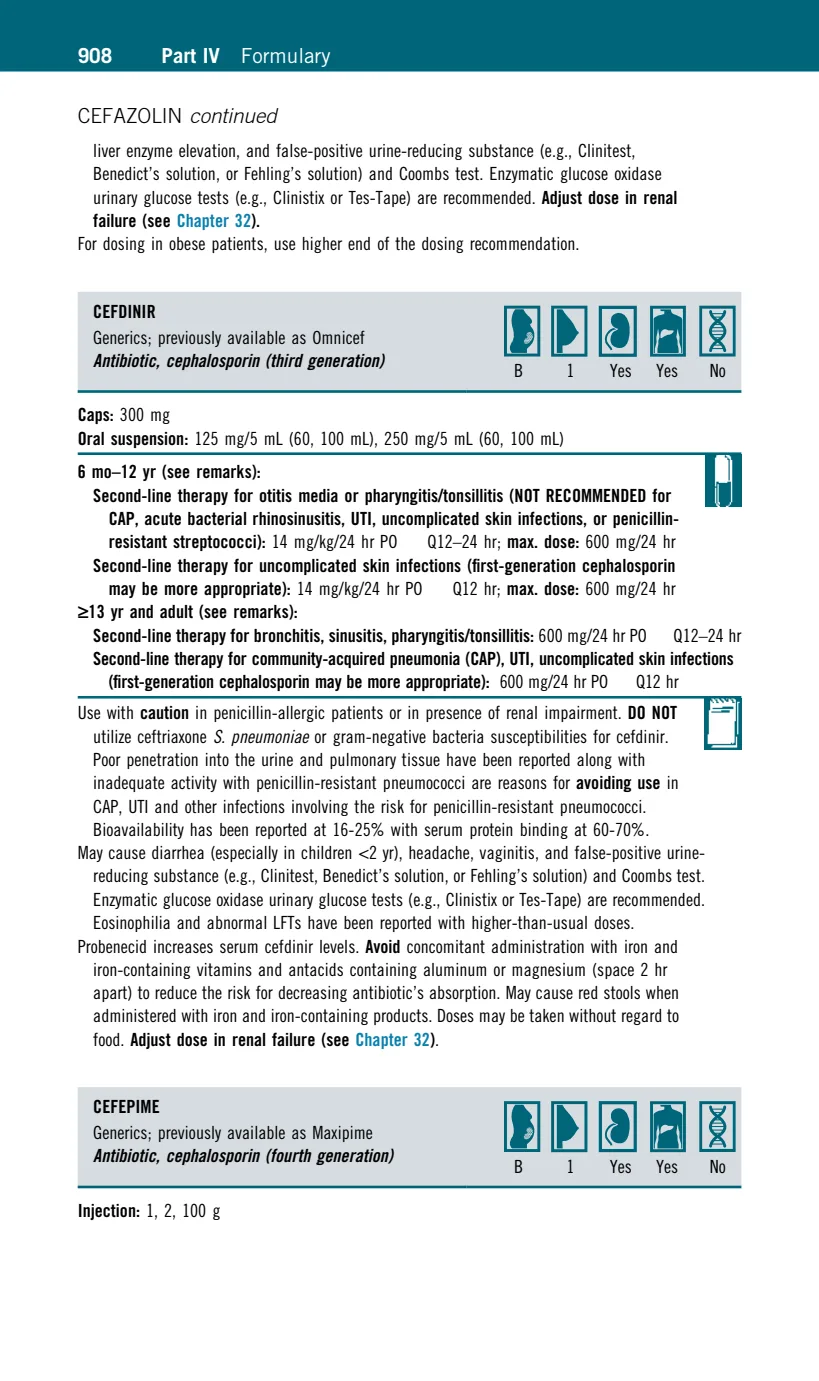 908 Part IV Formulary
CEFAZOLIN continued
liver enzyme elevation, and false-positive urine-reducing substance (e.g., Clinitest,
Benedict's solution, or Fehling's solution) and Coombs test. Enzymatic glucose oxidase
urinary glucose tests (e.g., Clinistix or Tes-Tape) are recommended. Adjust dose in renal
failure (see Chapter 32).
For dosing in obese patients, use higher end of the dosing recommendation.
CEFDINIR
Generics; previously available as Omnicef
Antibiotic, cephalosporin (third generation)
B 1 Yes Yes No
Caps: 300 mg
Oral suspension: 125 mg/5 mL (60, 100 mL), 250 mg/5 mL (60, 100 mL)
6 mo–12 yr (see remarks):
Second-line therapy for otitis media or pharyngitis/tonsillitis (NOT RECOMMENDED for
CAP, acute bacterial rhinosinusitis, UTI, uncomplicated skin infections, or penicillin-
resistant streptococci): 14 mg/kg/24 hr PO Q12–24 hr; max. dose: 600 mg/24 hr
Second-line therapy for uncomplicated skin infections (first-generation cephalosporin
may be more appropriate): 14 mg/kg/24 hr PO Q12 hr; max. dose: 600 mg/24 hr
≥13 yr and adult (see remarks):
Second-line therapy for bronchitis, sinusitis, pharyngitis/tonsillitis: 600 mg/24 hr PO Q12–24 hr
Second-line therapy for community-acquired pneumonia (CAP), UTI, uncomplicated skin infections
(first-generation cephalosporin may be more appropriate): 600 mg/24 hr PO Q12 hr
Use with caution in penicillin-allergic patients or in presence of renal impairment. DO NOT
utilize ceftriaxone S. pneumoniae or gram-negative bacteria susceptibilities for cefdinir.
Poor penetration into the urine and pulmonary tissue have been reported along with
inadequate activity with penicillin-resistant pneumococci are reasons for avoiding use in
CAP, UTI and other infections involving the risk for penicillin-resistant pneumococci.
Bioavailability has been reported at 16-25% with serum protein binding at 60-70%.
May cause diarrhea (especially in children <2 yr), headache, vaginitis, and false-positive urine-
reducing substance (e.g., Clinitest, Benedict's solution, or Fehling's solution) and Coombs test.
Enzymatic glucose oxidase urinary glucose tests (e.g., Clinistix or Tes-Tape) are recommended.
Eosinophilia and abnormal LFTs have been reported with higher-than-usual doses.
Probenecid increases serum cefdinir levels. Avoid concomitant administration with iron and
iron-containing vitamins and antacids containing aluminum or magnesium (space 2 hr
apart) to reduce the risk for decreasing antibiotic's absorption. May cause red stools when
administered with iron and iron-containing products. Doses may be taken without regard to
food. Adjust dose in renal failure (see Chapter 32).
CEFEPIME
Generics; previously available as Maxipime
Antibiotic, cephalosporin (fourth generation)
B 1 Yes Yes No
Injection: 1, 2, 100 g